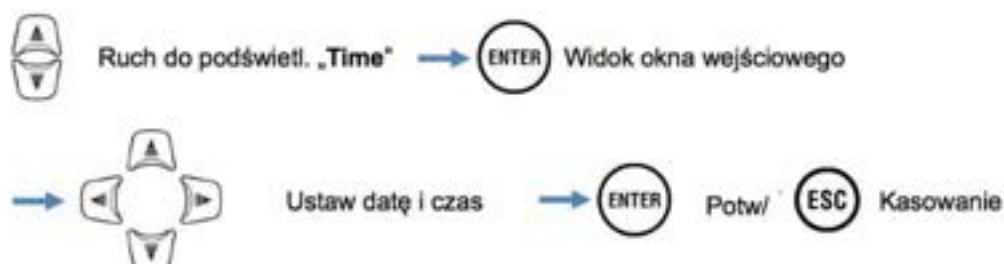 Ruch do podświetl. „Time" ENTER Widok okna wejściowego
Ustaw datę i czas ENTER Potw/ ESC Kasowanie